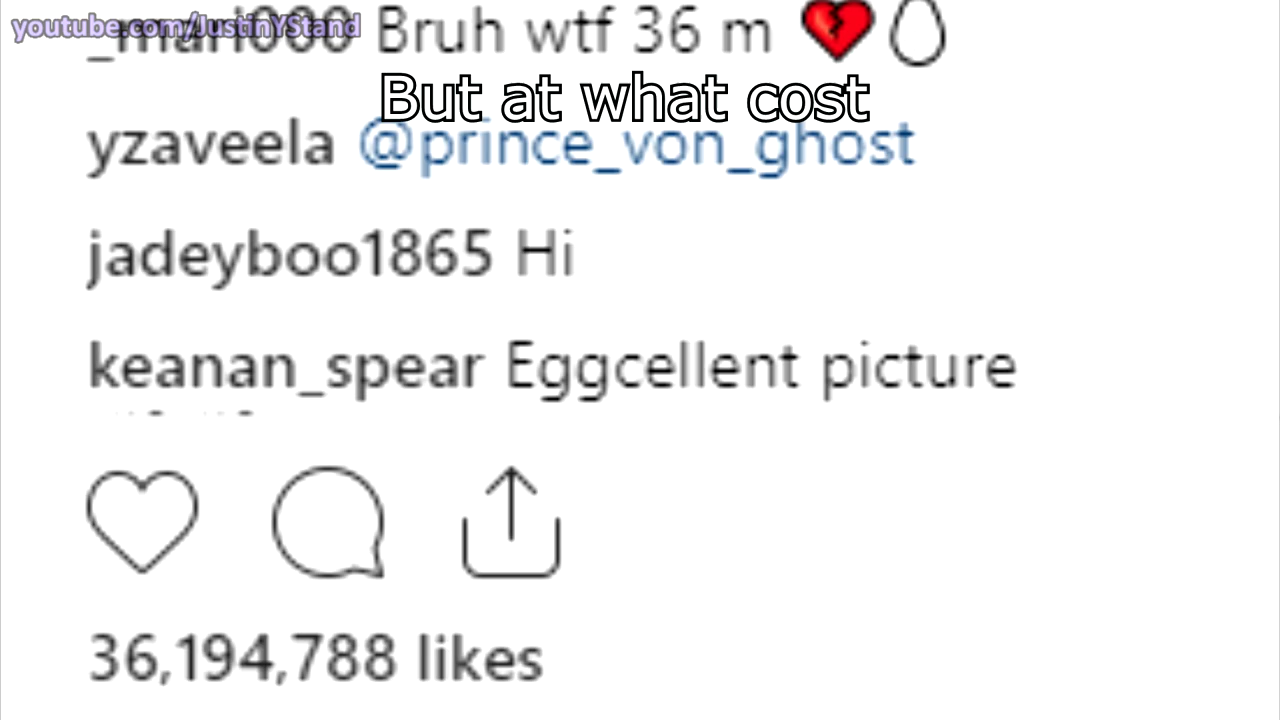 youtube.com/JustinYStand
Bruh wtf 36 m 💔🥚
But at what cost
yzaveela @prince_von_ghost
jadeyboo1865 Hi
keanan_spear Eggcellent picture
36,194,788 likes